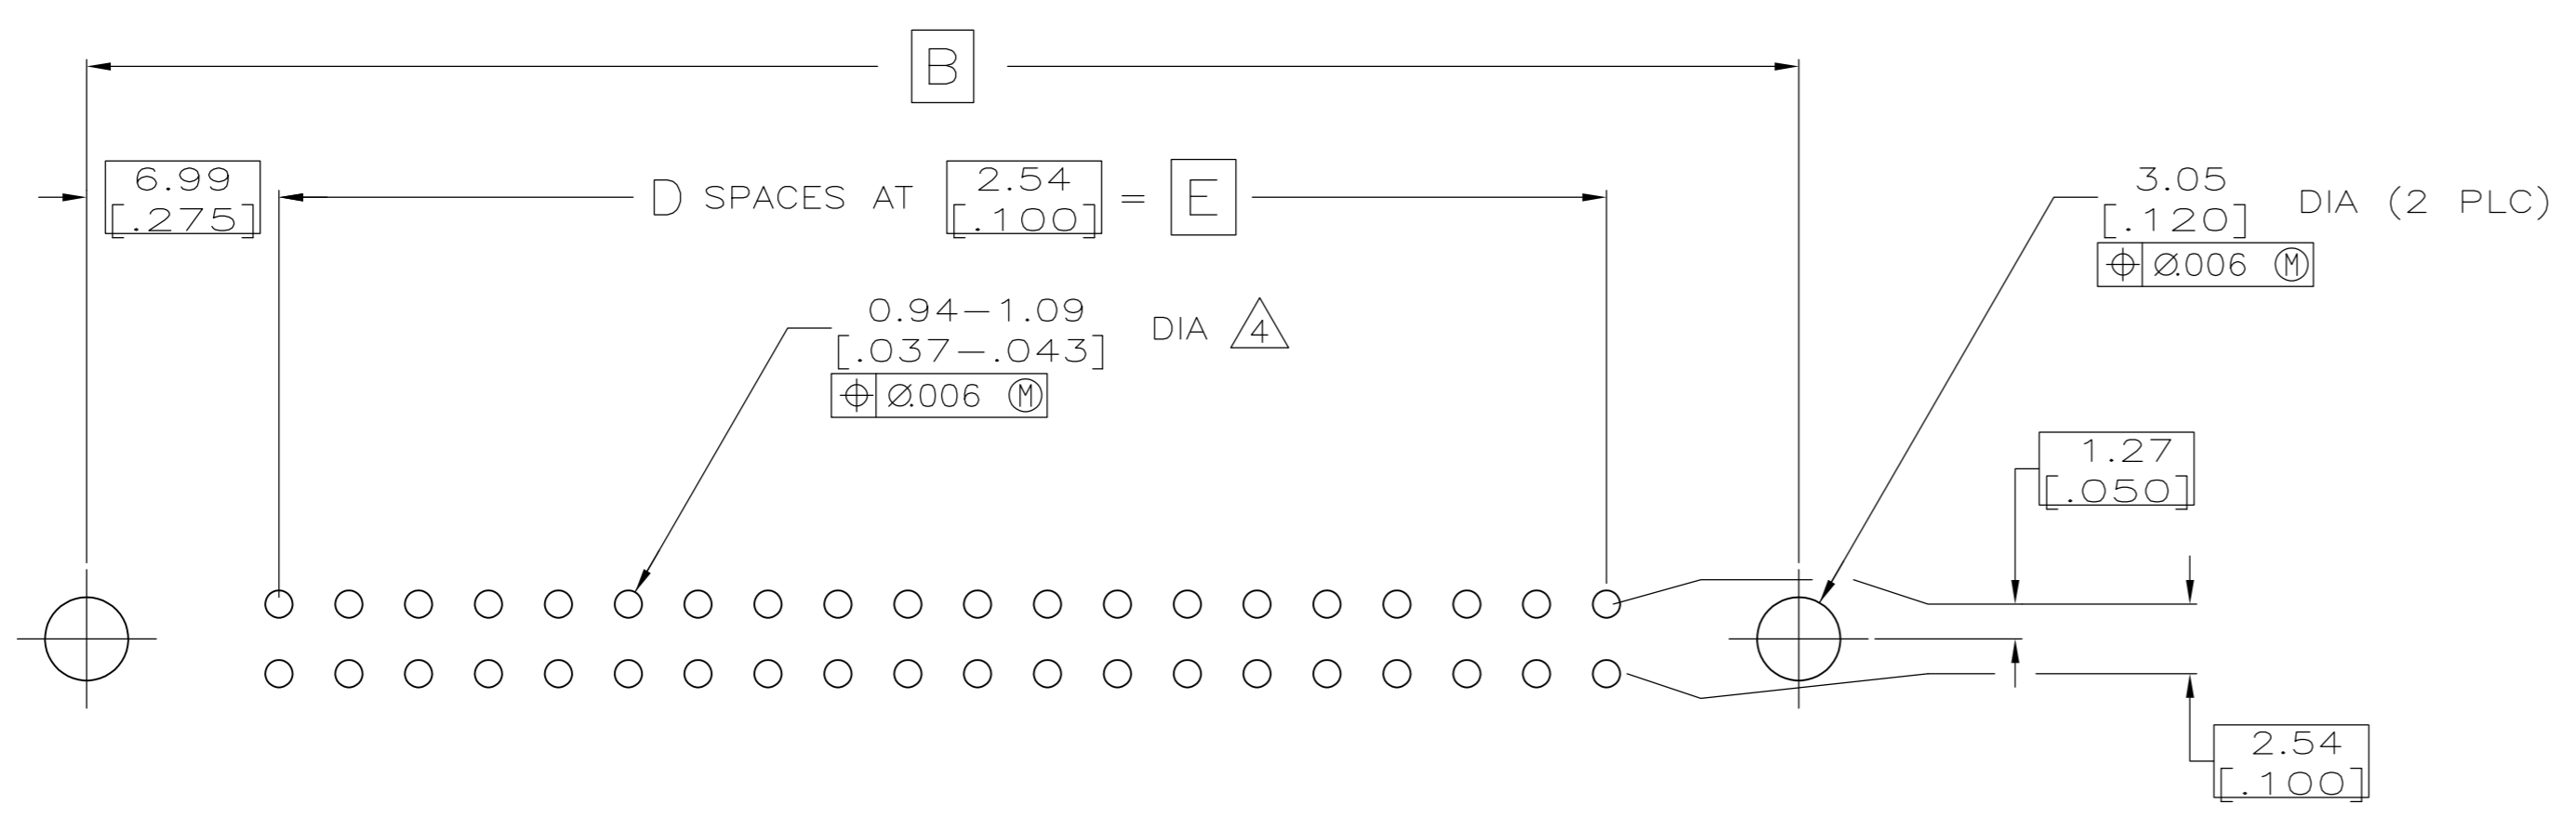 B
6.99
[.275]
D SPACES AT 2.54 [.100] = E
3.05
[.120]
DIA (2 PLC)
⌖ Ø.006 Ⓜ
0.94-1.09
[.037-.043]
DIA 4
⌖ Ø.006 Ⓜ
1.27
[.050]
2.54
[.100]